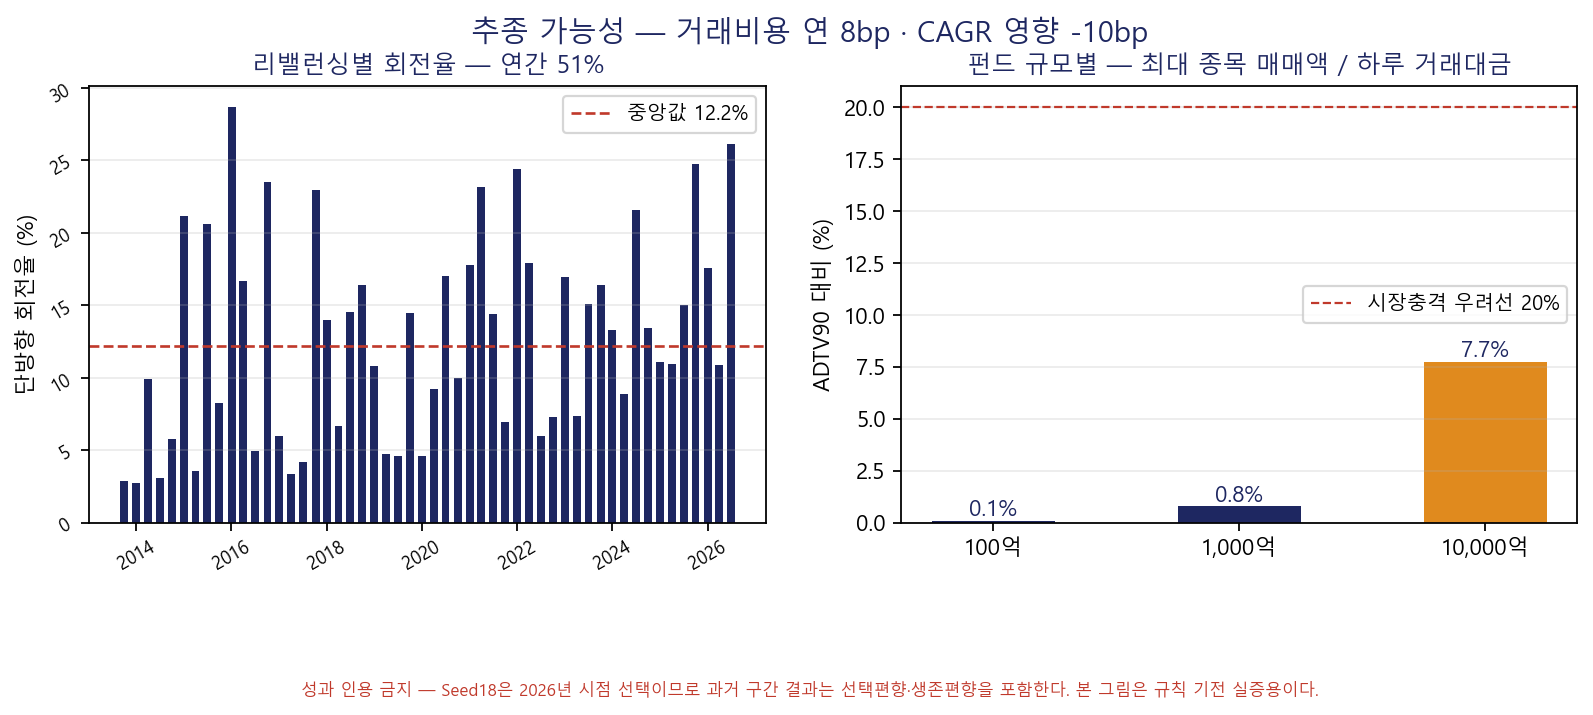 추종 가능성 — 거래비용 연 8bp · CAGR 영향 -10bp
리밸런싱별 회전율 — 연간 51%
단방향 회전율 (%)
30
25
20
15
10
5
0
중앙값 12.2%
2014
2016
2018
2020
2022
2024
2026
펀드 규모별 — 최대 종목 매매액 / 하루 거래대금
ADTV90 대비 (%)
20.0
17.5
15.0
12.5
10.0
7.5
5.0
2.5
0.0
시장충격 우려선 20%
0.1%
0.8%
7.7%
100억
1,000억
10,000억
성과 인용 금지 — Seed18은 2026년 시점 선택이므로 과거 구간 결과는 선택편향·생존편향을 포함한다. 본 그림은 규칙 기전 실증용이다.